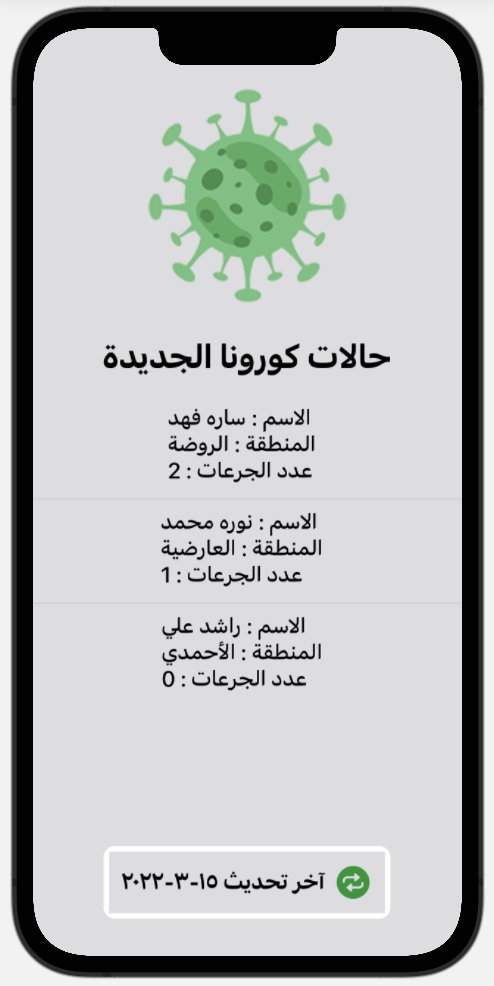 حالات كورونا الجديدة
الاسم : ساره فهد
المنطقة : الروضة
عدد الجرعات : 2
الاسم : نوره محمد
المنطقة : العارضية
عدد الجرعات : 1
الاسم : راشد علي
المنطقة : الأحمدي
عدد الجرعات : 0
آخر تحديث ١٥-٣-٢٠٢٢